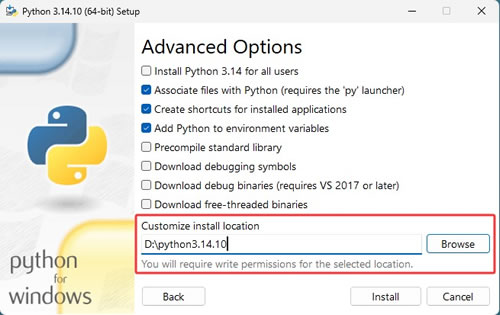 Python 3.14.10 (64-bit) Setup
Advanced Options
Install Python 3.14 for all users
Associate files with Python (requires the 'py' launcher)
Create shortcuts for installed applications
Add Python to environment variables
Precompile standard library
Download debugging symbols
Download debug binaries (requires VS 2017 or later)
Download free-threaded binaries
Customize install location
D:\python3.14.10
Browse
You will require write permissions for the selected location.
python
for
windows
Back
Install
Cancel